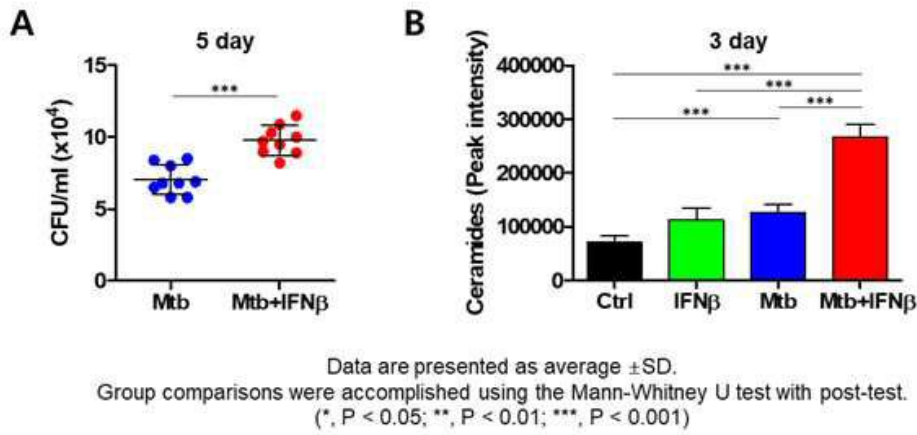 A
5 day
15
10
5
0
CFU/ml (x10⁴)
***
Mtb
Mtb+IFNβ
B
3 day
400000
300000
200000
100000
0
Ceramides (Peak intensity)
***
***
***
***
Ctrl
IFNβ
Mtb
Mtb+IFNβ
Data are presented as average ±SD.
Group comparisons were accomplished using the Mann-Whitney U test with post-test.
(*, P < 0.05; **, P < 0.01; ***, P < 0.001)